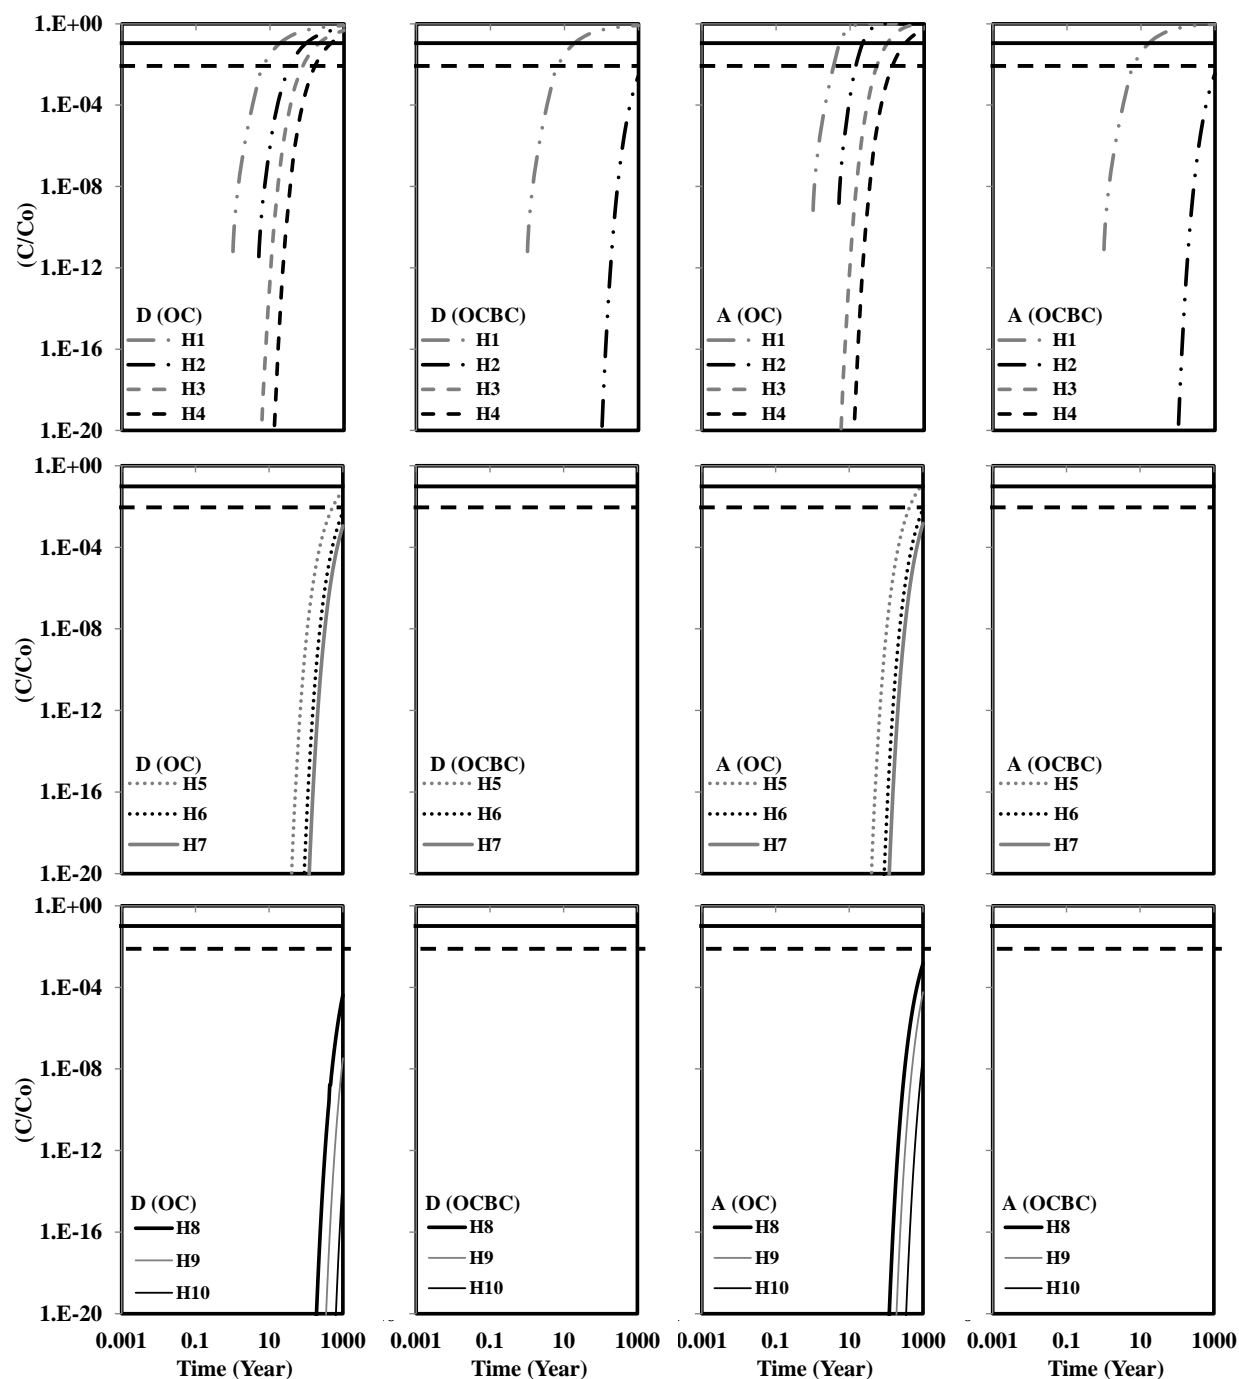 1.E+00
1.E-04
1.E-08
1.E-12
1.E-16
1.E-20
(C/Co)
D (OC)
H1
H2
H3
H4
D (OCBC)
H1
H2
H3
H4
A (OC)
H1
H2
H3
H4
A (OCBC)
H1
H2
H3
H4
1.E+00
1.E-04
1.E-08
1.E-12
1.E-16
1.E-20
(C/Co)
D (OC)
H5
H6
H7
D (OCBC)
H5
H6
H7
A (OC)
H5
H6
H7
A (OCBC)
H5
H6
H7
1.E+00
1.E-04
1.E-08
1.E-12
1.E-16
1.E-20
(C/Co)
D (OC)
H8
H9
H10
D (OCBC)
H8
H9
H10
A (OC)
H8
H9
H10
A (OCBC)
H8
H9
H10
0.001 0.1 10 1000
Time (Year)
0.001 0.1 10 1000
Time (Year)
0.001 0.1 10 1000
Time (Year)
0.001 0.1 10 1000
Time (Year)